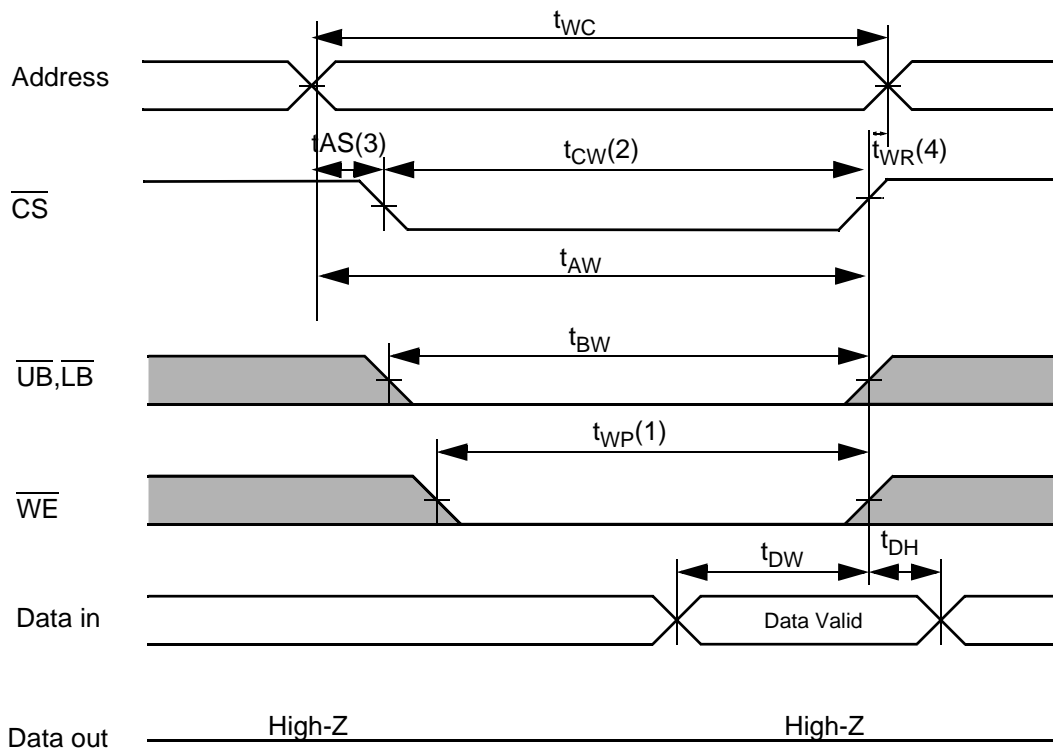 tWC
Address
tAS(3)
tCW(2)
tWR(4)
CS
tAW
tBW
UB,LB
tWP(1)
WE
tDW
tDH
Data in
Data Valid
High-Z
High-Z
Data out